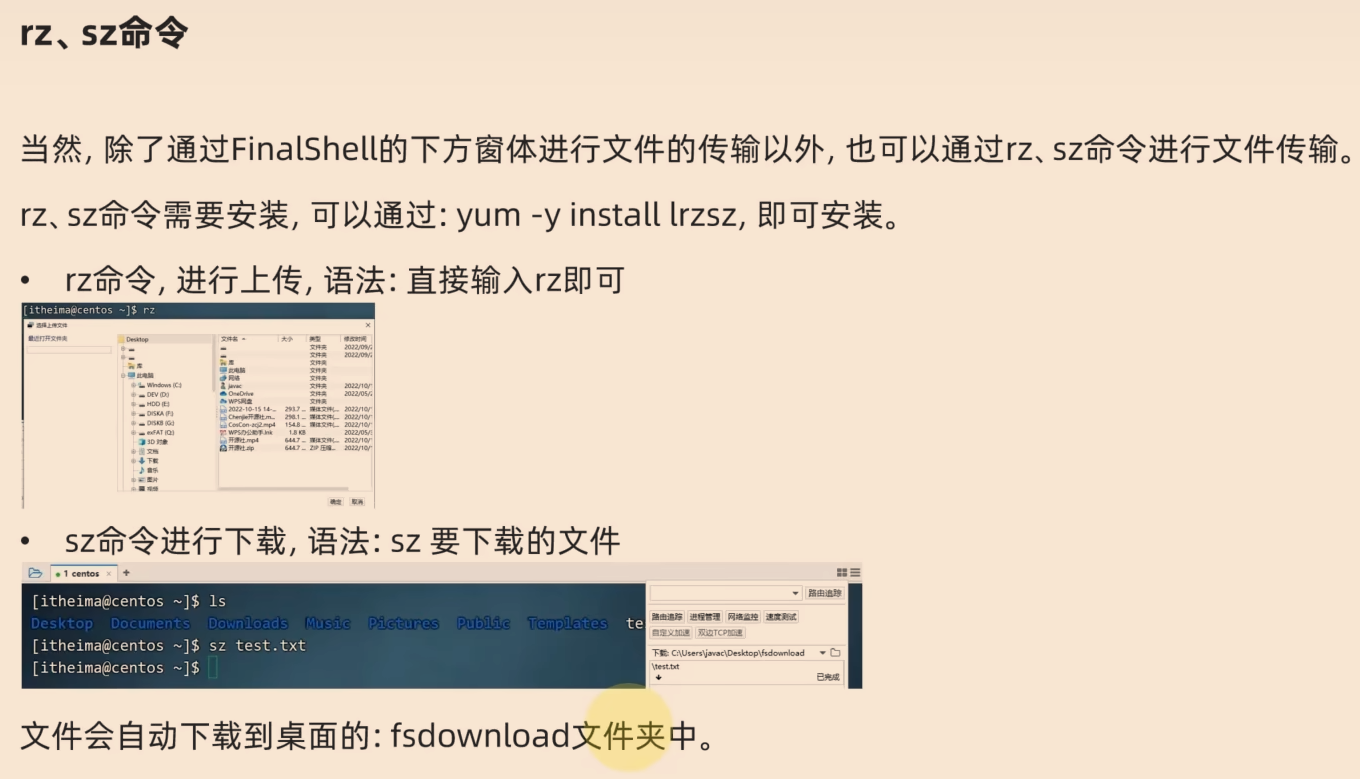 rz、sz命令
当然, 除了通过FinalShell的下方窗体进行文件的传输以外, 也可以通过rz、sz命令进行文件传输。
rz、sz命令需要安装, 可以通过: yum -y install lrzsz, 即可安装。
• rz命令, 进行上传, 语法: 直接输入rz即可
[itheima@centos ~]$ rz
选择上传文件
最近打开文件夹
Desktop
库
此电脑
Windows (C:)
DEV (D:)
HDD (E:)
DISKA (F:)
DISKB (G:)
exFAT (Q:)
3D 对象
文档
下载
音乐
图片
视频
文件名 大小 类型 修改时间
文件夹 2022/09/2
文件夹 2022/09/2
库 文件夹
此电脑 文件夹
网络 文件夹
javac 文件夹 2022/10/1
OneDrive 文件夹 2022/05/2
WPS网盘 文件夹
2022-10-15 14-... 293.7 ... 媒体文件(... 2022/10/1
Chenjie开源社.m... 298.1 ... 媒体文件(... 2022/10/1
CosCon-zcj2.mp4 154.8 ... 媒体文件(... 2022/10/1
WPS办公助手.lnk 1.8 KB 2022/05/
开源社.mp4 644.7 ... 媒体文件(... 2022/10/1
开源社.zip 644.7 ... ZIP 压缩... 2022/10/1
确定 取消
• sz命令进行下载, 语法: sz 要下载的文件
1 centos × +
[itheima@centos ~]$ ls
Desktop Documents Downloads Music Pictures Public Templates te
[itheima@centos ~]$ sz test.txt
[itheima@centos ~]$
路由追踪
路由追踪 进程管理 网络监控 速度测试
自定义加速 双边TCP加速
下载: C:\Users\javac\Desktop\fsdownload
\test.txt
已完成
文件会自动下载到桌面的: fsdownload文件夹中。